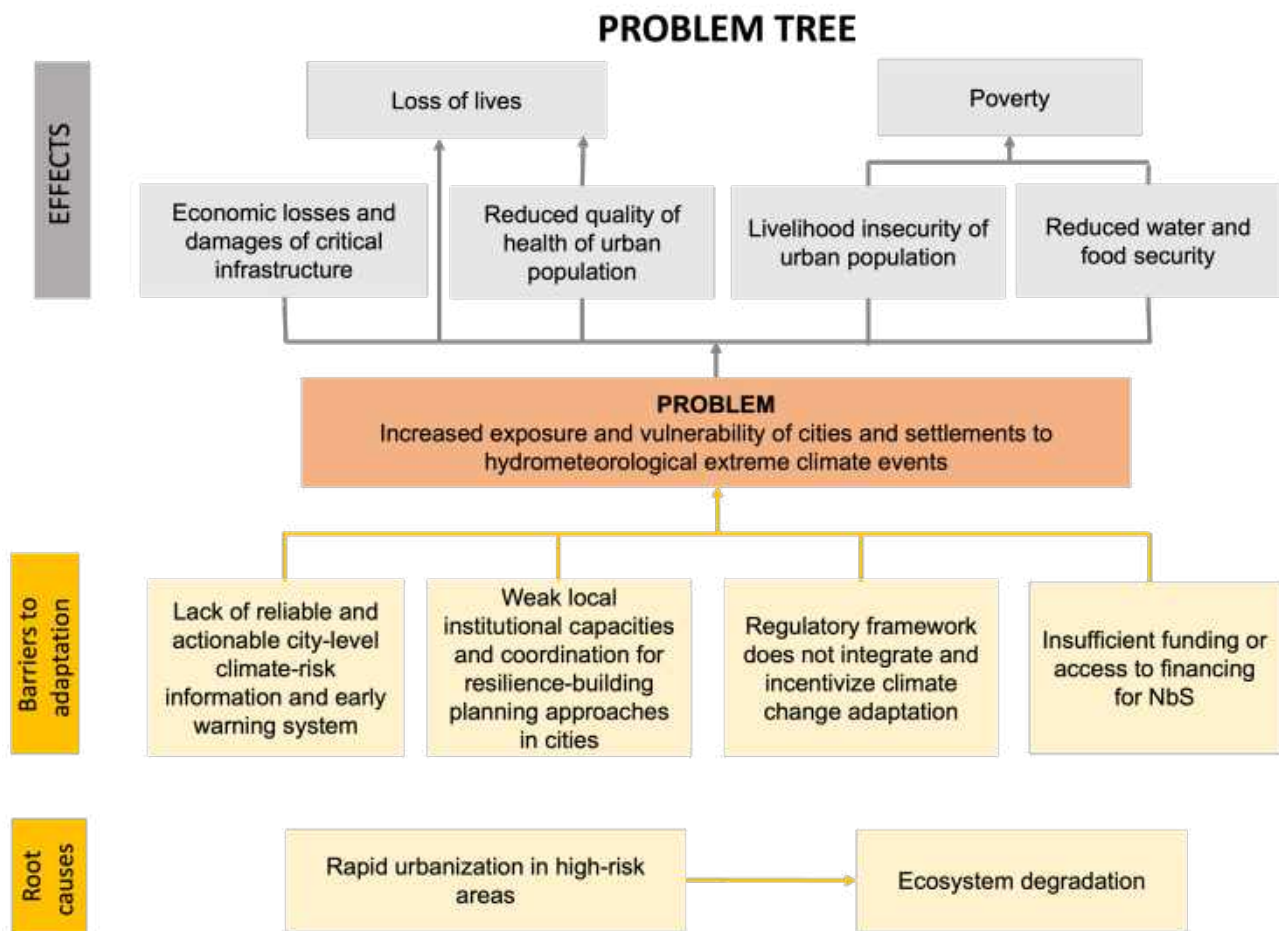 PROBLEM TREE
EFFECTS
Loss of lives
Poverty
Economic losses and
damages of critical
infrastructure
Reduced quality of
health of urban
population
Livelihood insecurity of
urban population
Reduced water and
food security
PROBLEM
Increased exposure and vulnerability of cities and settlements to
hydrometeorological extreme climate events
Barriers to
adaptation
Lack of reliable and
actionable city-level
climate-risk
information and early
warning system
Weak local
institutional capacities
and coordination for
resilience-building
planning approaches
in cities
Regulatory framework
does not integrate and
incentivize climate
change adaptation
Insufficient funding or
access to financing
for NbS
Root
causes
Rapid urbanization in high-risk
areas
Ecosystem degradation